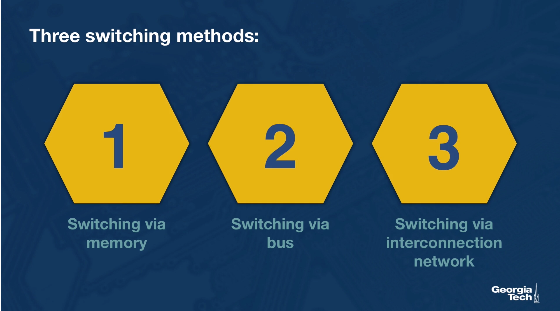 Three switching methods:
1
2
3
Switching via
memory
Switching via
bus
Switching via
interconnection
network
Georgia
Tech